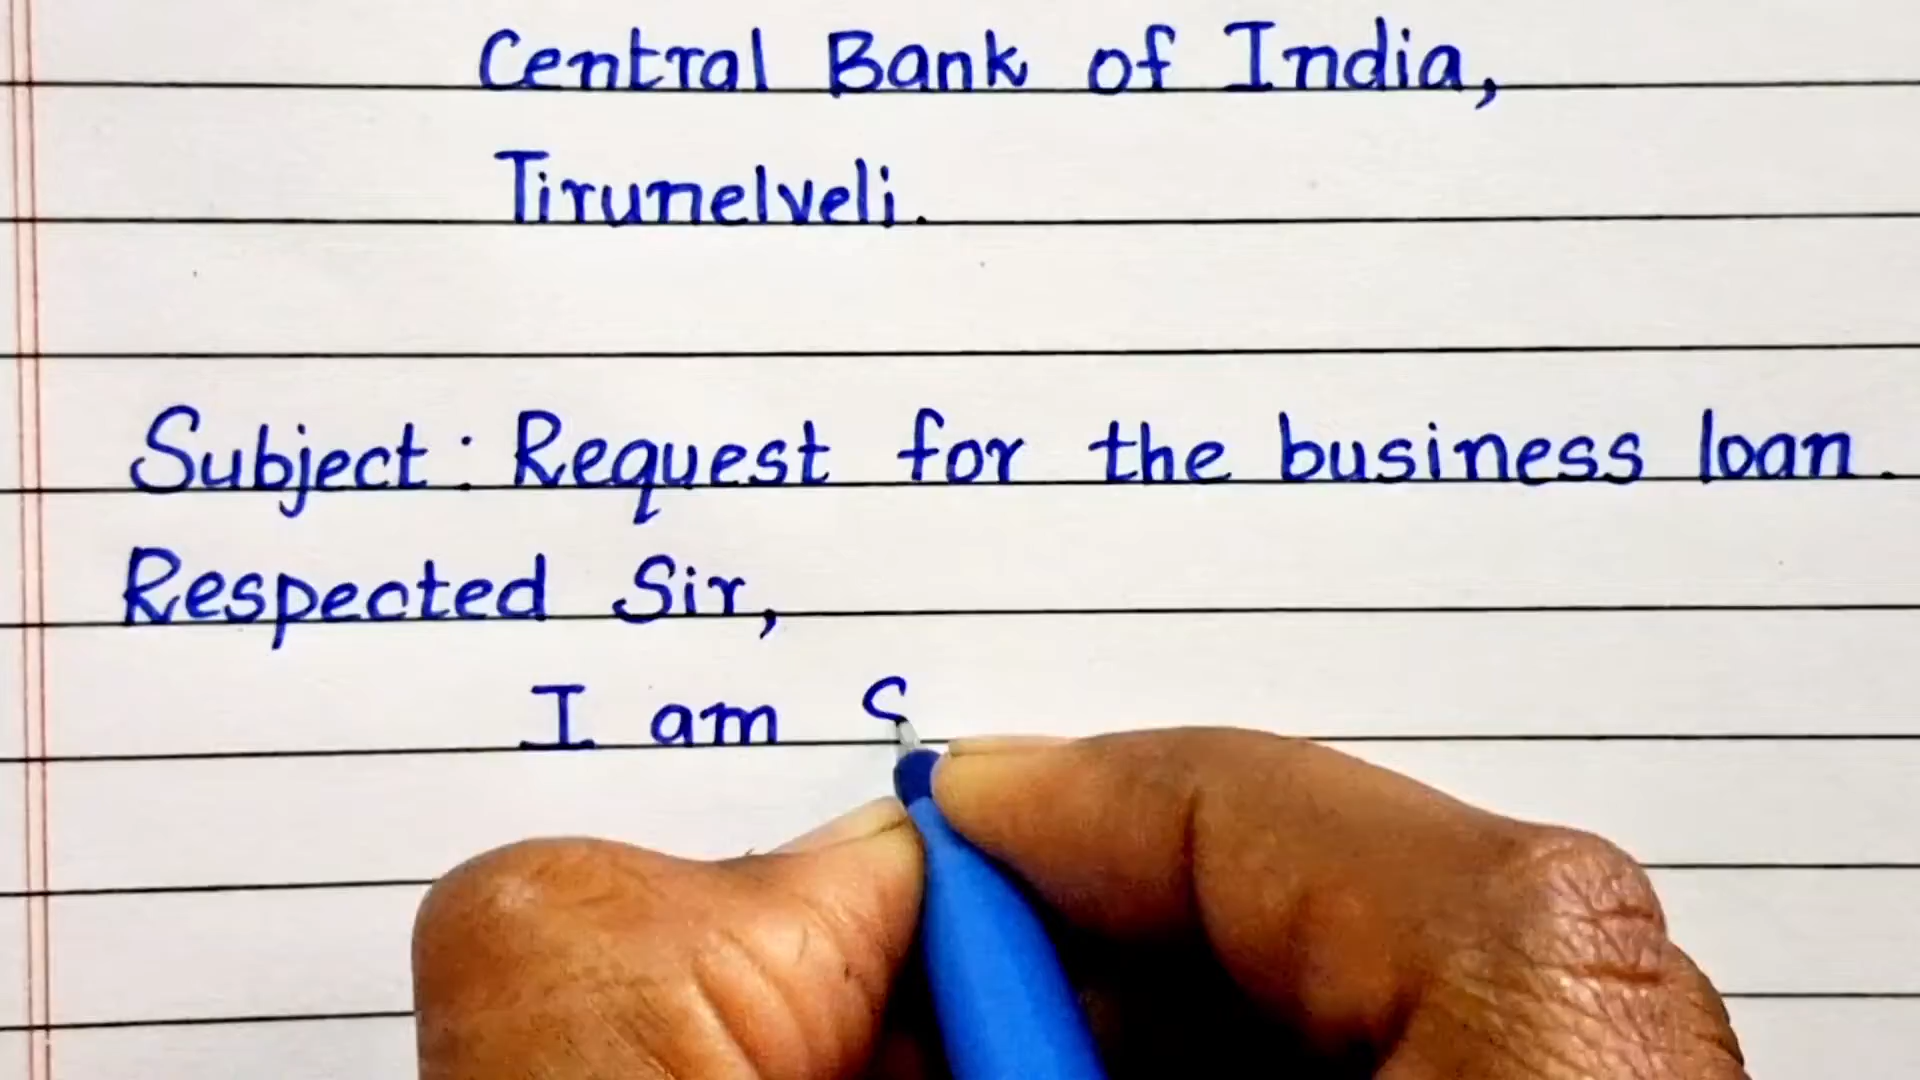 Central Bank of India,
Tirunelveli.
Subject: Request for the business loan.
Respected Sir,
I am